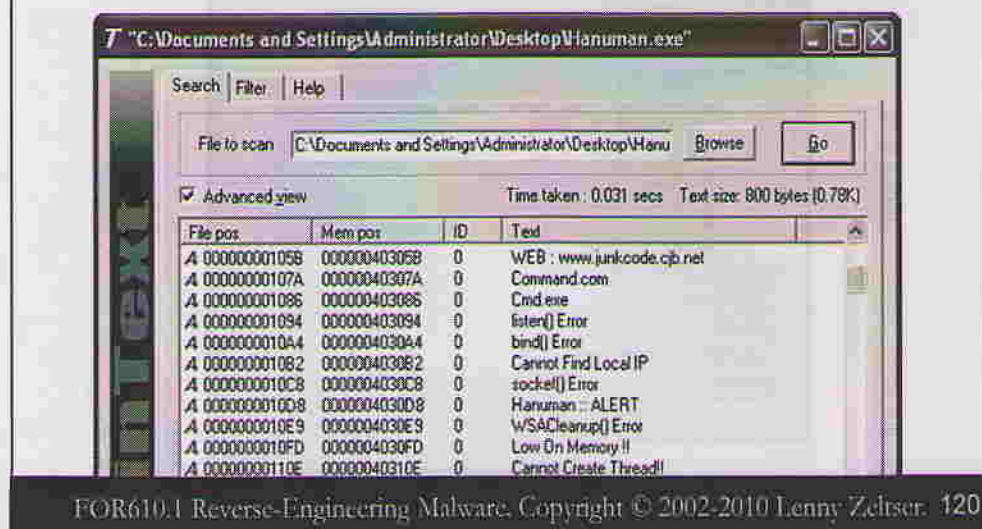 "C:\Documents and Settings\Administrator\Desktop\Hanuman.exe"
Search Filter Help
File to scan C:\Documents and Settings\Administrator\Desktop\Hanu Browse Go
Advanced view Time taken : 0.031 secs Text size: 800 bytes (0.78K)
File pos Mem pos ID Text
A 00000000105B 00000040305B 0 WEB : www.junkcode.cjb.net
A 00000000107A 00000040307A 0 Command.com
A 000000001086 000000403086 0 Cmd.exe
A 000000001094 000000403094 0 listen() Error
A 0000000010A4 0000004030A4 0 bind() Error
A 0000000010B2 0000004030B2 0 Cannot Find Local IP
A 0000000010C8 0000004030C8 0 socket() Error
A 0000000010D8 0000004030D8 0 Hanuman :: ALERT
A 0000000010E9 0000004030E9 0 WSACleanup() Error
A 0000000010FD 0000004030FD 0 Low On Memory !!
A 00000000110E 00000040310E 0 Cannot Create Thread!!
FOR610.1 Reverse-Engineering Malware. Copyright © 2002-2010 Lenny Zeltser. 120